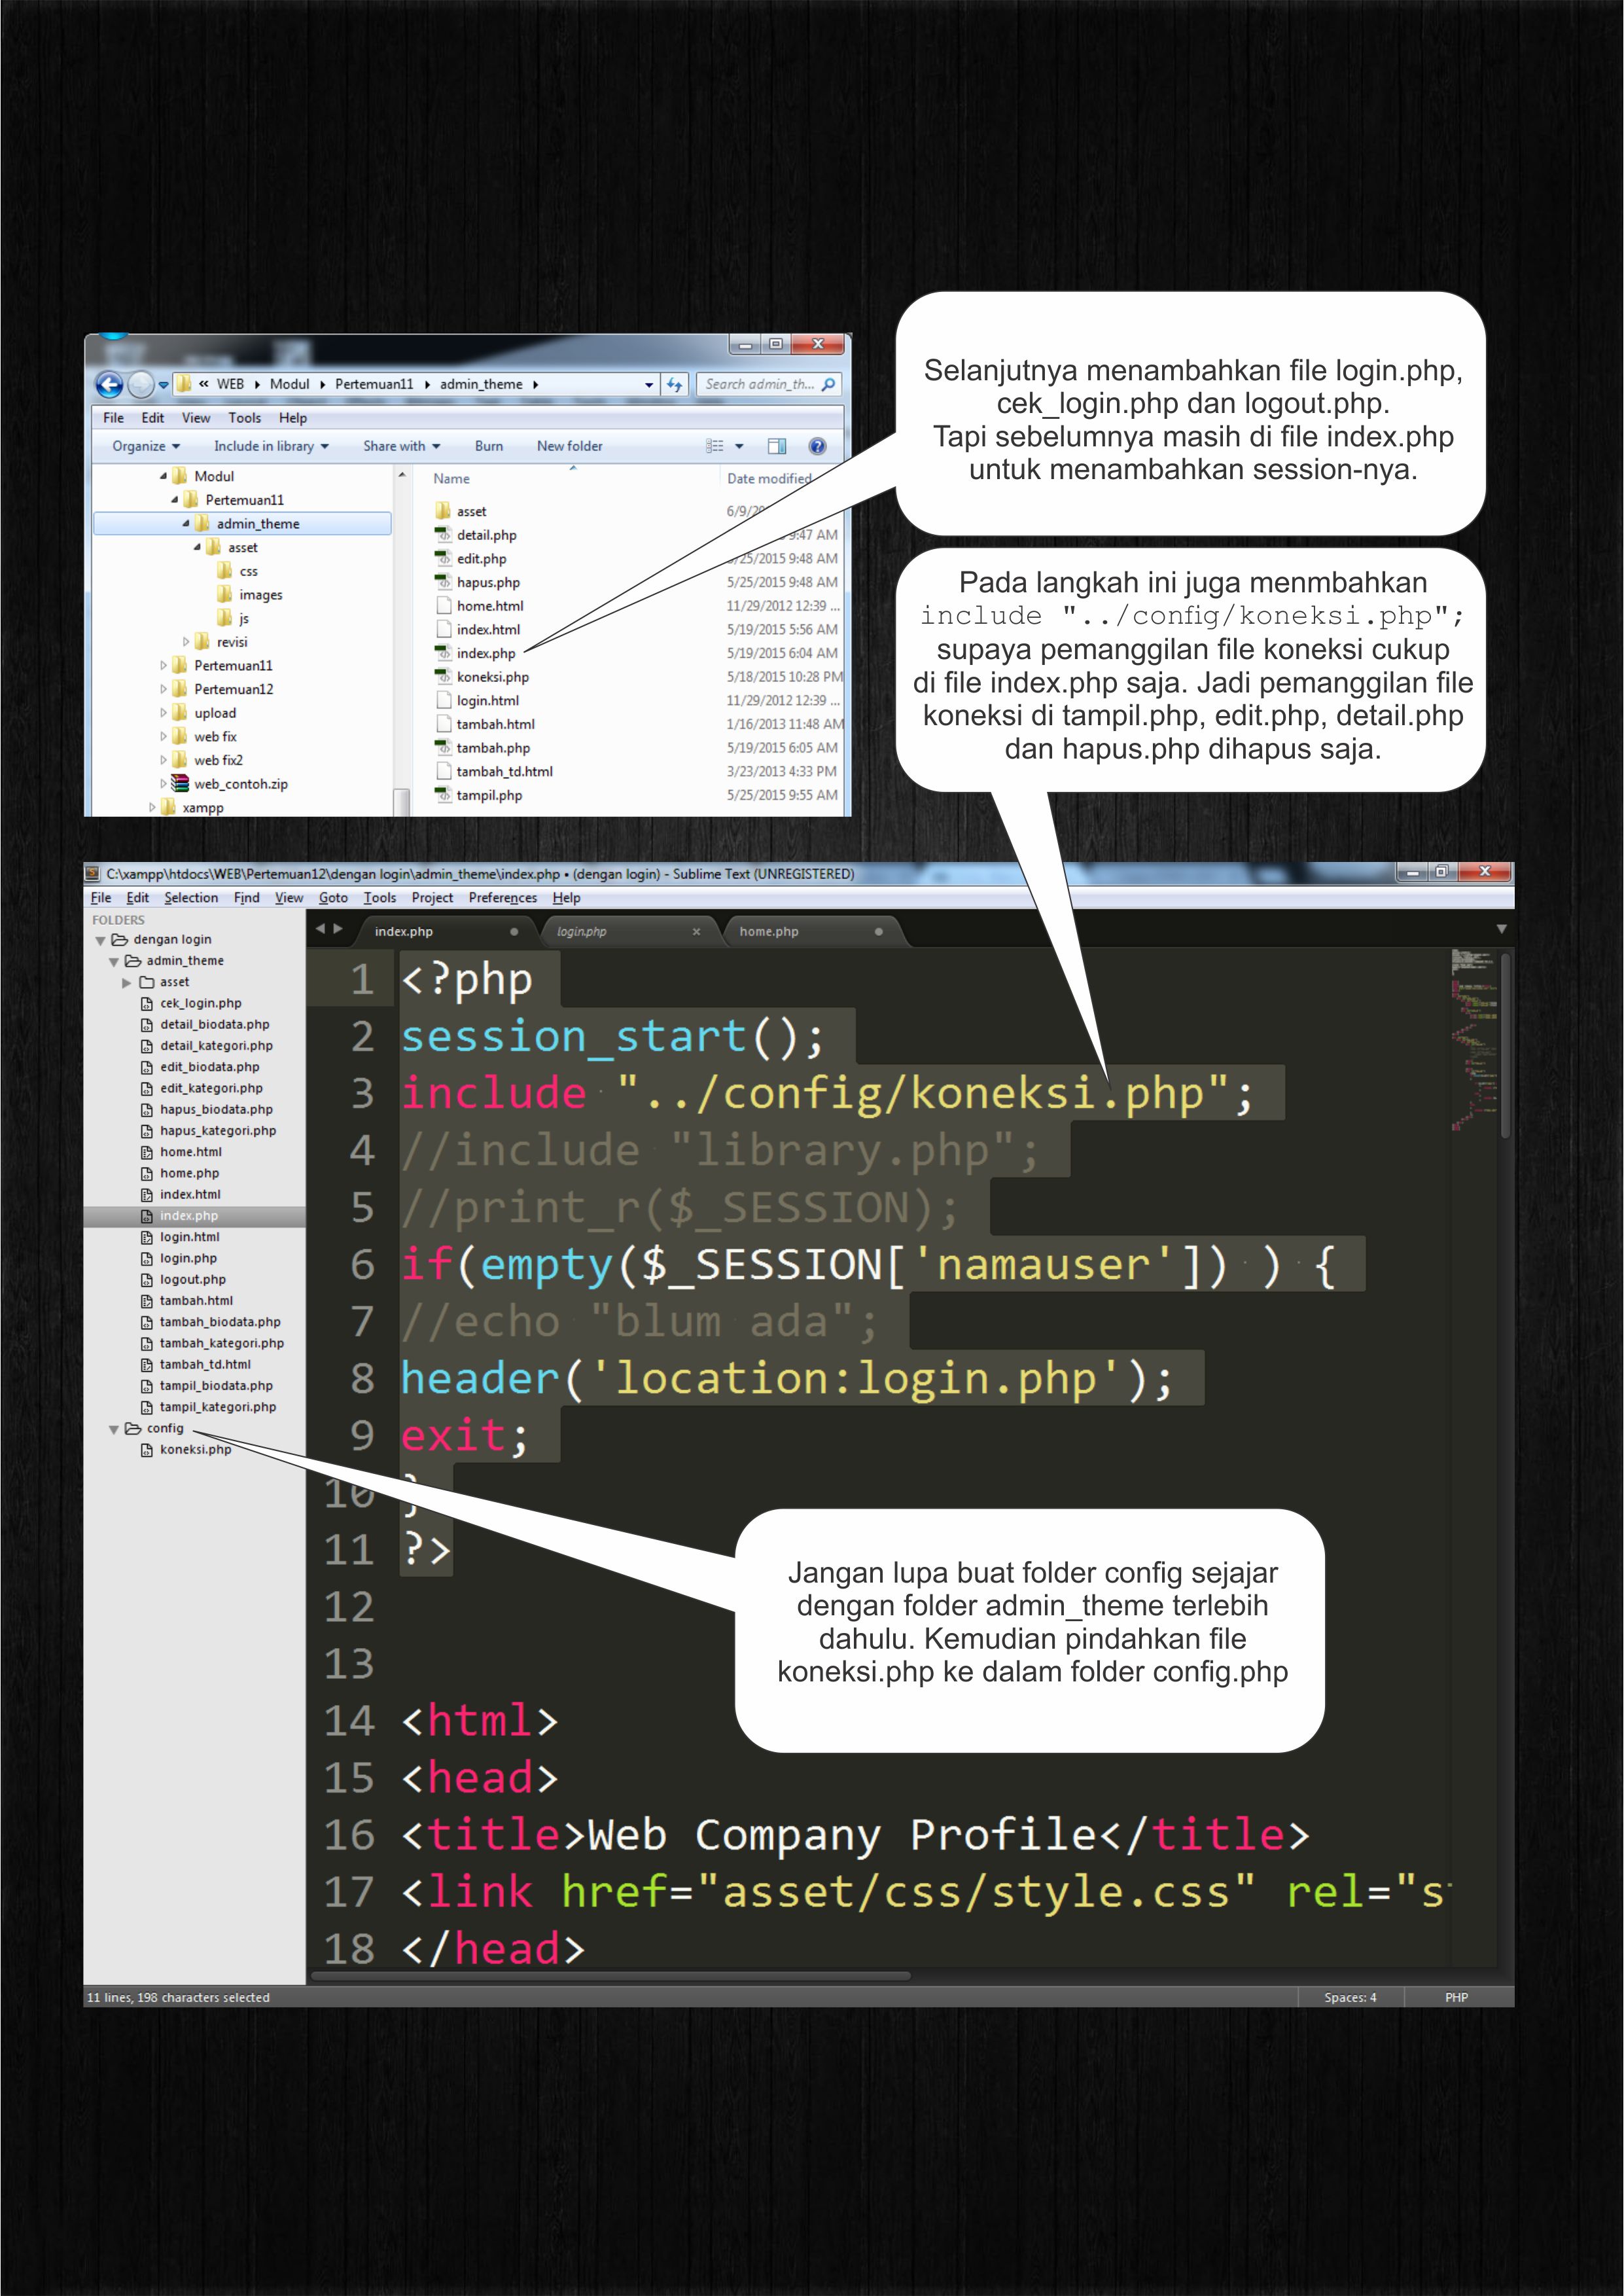 « WEB ▸ Modul ▸ Pertemuan11 ▸ admin_theme ▸
Search admin_th...
File Edit View Tools Help
Organize Include in library Share with Burn New folder
Modul
Pertemuan11
admin_theme
asset
css
images
js
revisi
Pertemuan11
Pertemuan12
upload
web fix
web fix2
web_contoh.zip
xampp
Name Date modified
asset 6/9/20
detail.php 9:47 AM
edit.php 5/25/2015 9:48 AM
hapus.php 5/25/2015 9:48 AM
home.html 11/29/2012 12:39 ...
index.html 5/19/2015 5:56 AM
index.php 5/19/2015 6:04 AM
koneksi.php 5/18/2015 10:28 PM
login.html 11/29/2012 12:39 ...
tambah.html 1/16/2013 11:48 AM
tambah.php 5/19/2015 6:05 AM
tambah_td.html 3/23/2013 4:33 PM
tampil.php 5/25/2015 9:55 AM
Selanjutnya menambahkan file login.php,
cek_login.php dan logout.php.
Tapi sebelumnya masih di file index.php
untuk menambahkan session-nya.
Pada langkah ini juga menmbahkan
include "../config/koneksi.php";
supaya pemanggilan file koneksi cukup
di file index.php saja. Jadi pemanggilan file
koneksi di tampil.php, edit.php, detail.php
dan hapus.php dihapus saja.
C:\xampp\htdocs\WEB\Pertemuan12\dengan login\admin_theme\index.php • (dengan login) - Sublime Text (UNREGISTERED)
File Edit Selection Find View Goto Tools Project Preferences Help
FOLDERS
dengan login
admin_theme
asset
cek_login.php
detail_biodata.php
detail_kategori.php
edit_biodata.php
edit_kategori.php
hapus_biodata.php
hapus_kategori.php
home.html
home.php
index.html
index.php
login.html
login.php
logout.php
tambah.html
tambah_biodata.php
tambah_kategori.php
tambah_td.html
tampil_biodata.php
tampil_kategori.php
config
koneksi.php
index.php login.php home.php
1 <?php
2 session_start();
3 include "../config/koneksi.php";
4 //include "library.php";
5 //print_r($_SESSION);
6 if(empty($_SESSION['namauser']) ) {
7 //echo "blum ada";
8 header('location:login.php');
9 exit;
10 }
11 ?>
12
13
14 <html>
15 <head>
16 <title>Web Company Profile</title>
17 <link href="asset/css/style.css" rel="s
18 </head>
Jangan lupa buat folder config sejajar
dengan folder admin_theme terlebih
dahulu. Kemudian pindahkan file
koneksi.php ke dalam folder config.php
11 lines, 198 characters selected
Spaces: 4 PHP